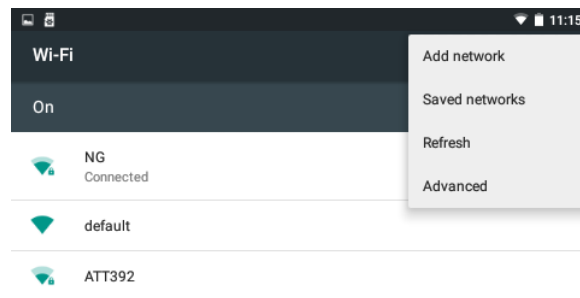 11:15
Wi-Fi
Add network
On
Saved networks
Refresh
NG
Connected
Advanced
default
ATT392